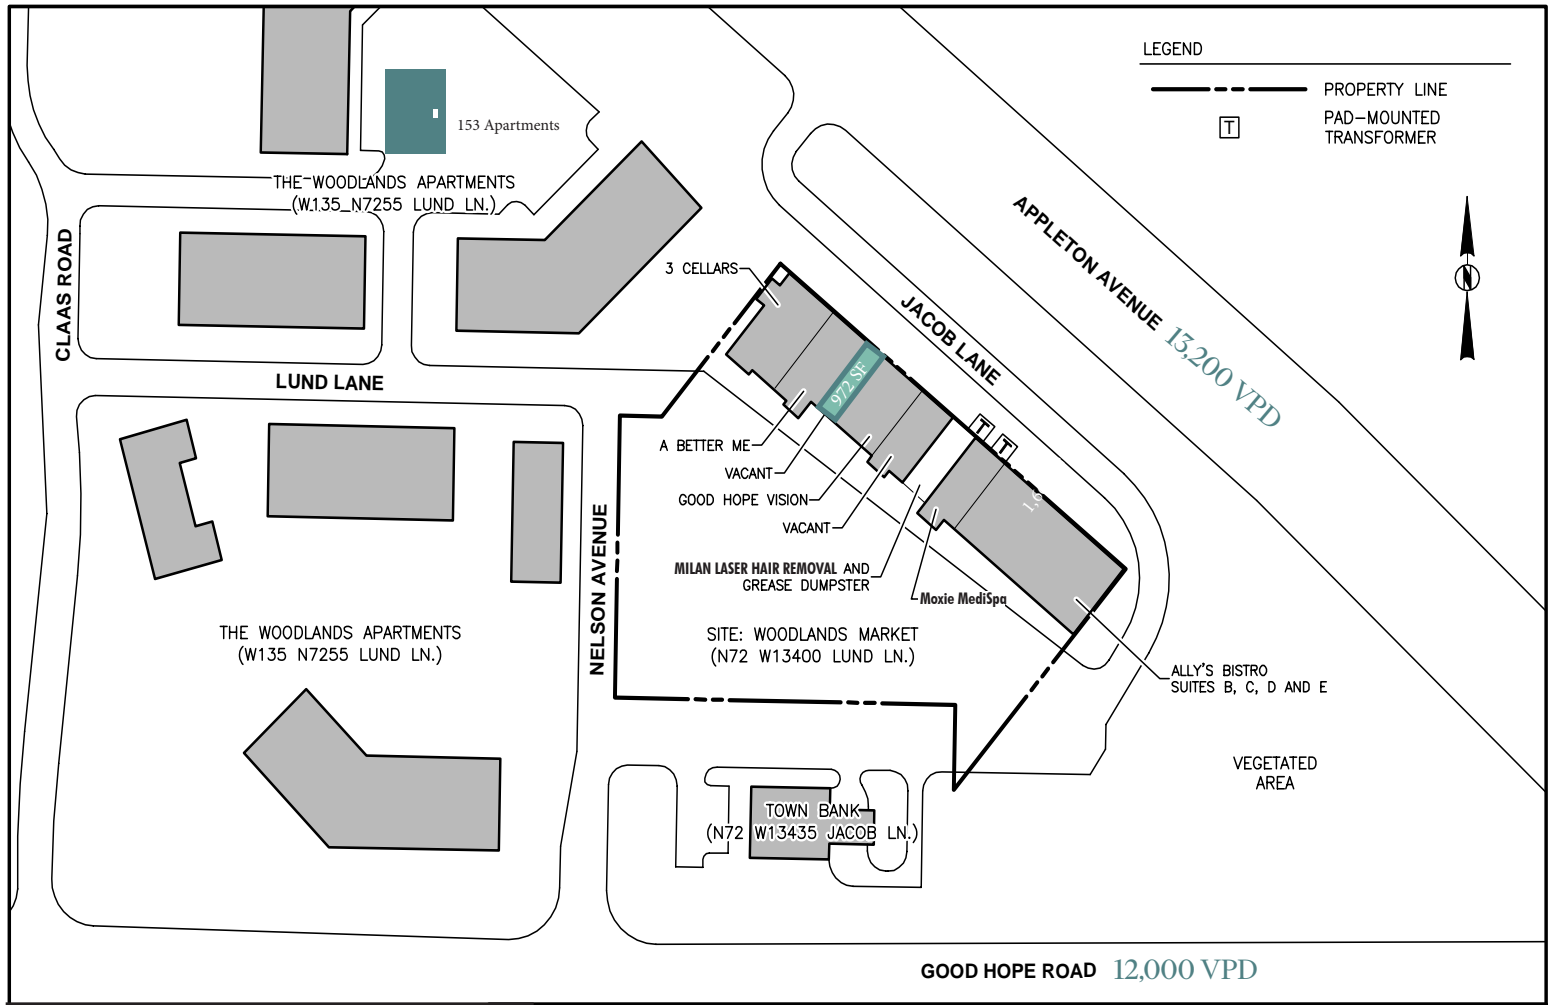 LEGEND
PROPERTY LINE
T
PAD-MOUNTED
TRANSFORMER
153 Apartments
THE WOODLANDS APARTMENTS
(W135 N7255 LUND LN.)
CLAAS ROAD
LUND LANE
3 CELLARS
JACOB LANE
APPLETON AVENUE 13,200 VPD
N
972 SF
A BETTER ME
VACANT
GOOD HOPE VISION
VACANT
T
T
MILAN LASER HAIR REMOVAL AND
GREASE DUMPSTER
Moxie MediSpa
NELSON AVENUE
THE WOODLANDS APARTMENTS
(W135 N7255 LUND LN.)
SITE: WOODLANDS MARKET
(N72 W13400 LUND LN.)
ALLY'S BISTRO
SUITES B, C, D AND E
VEGETATED
AREA
TOWN BANK
(N72 W13435 JACOB LN.)
GOOD HOPE ROAD 12,000 VPD